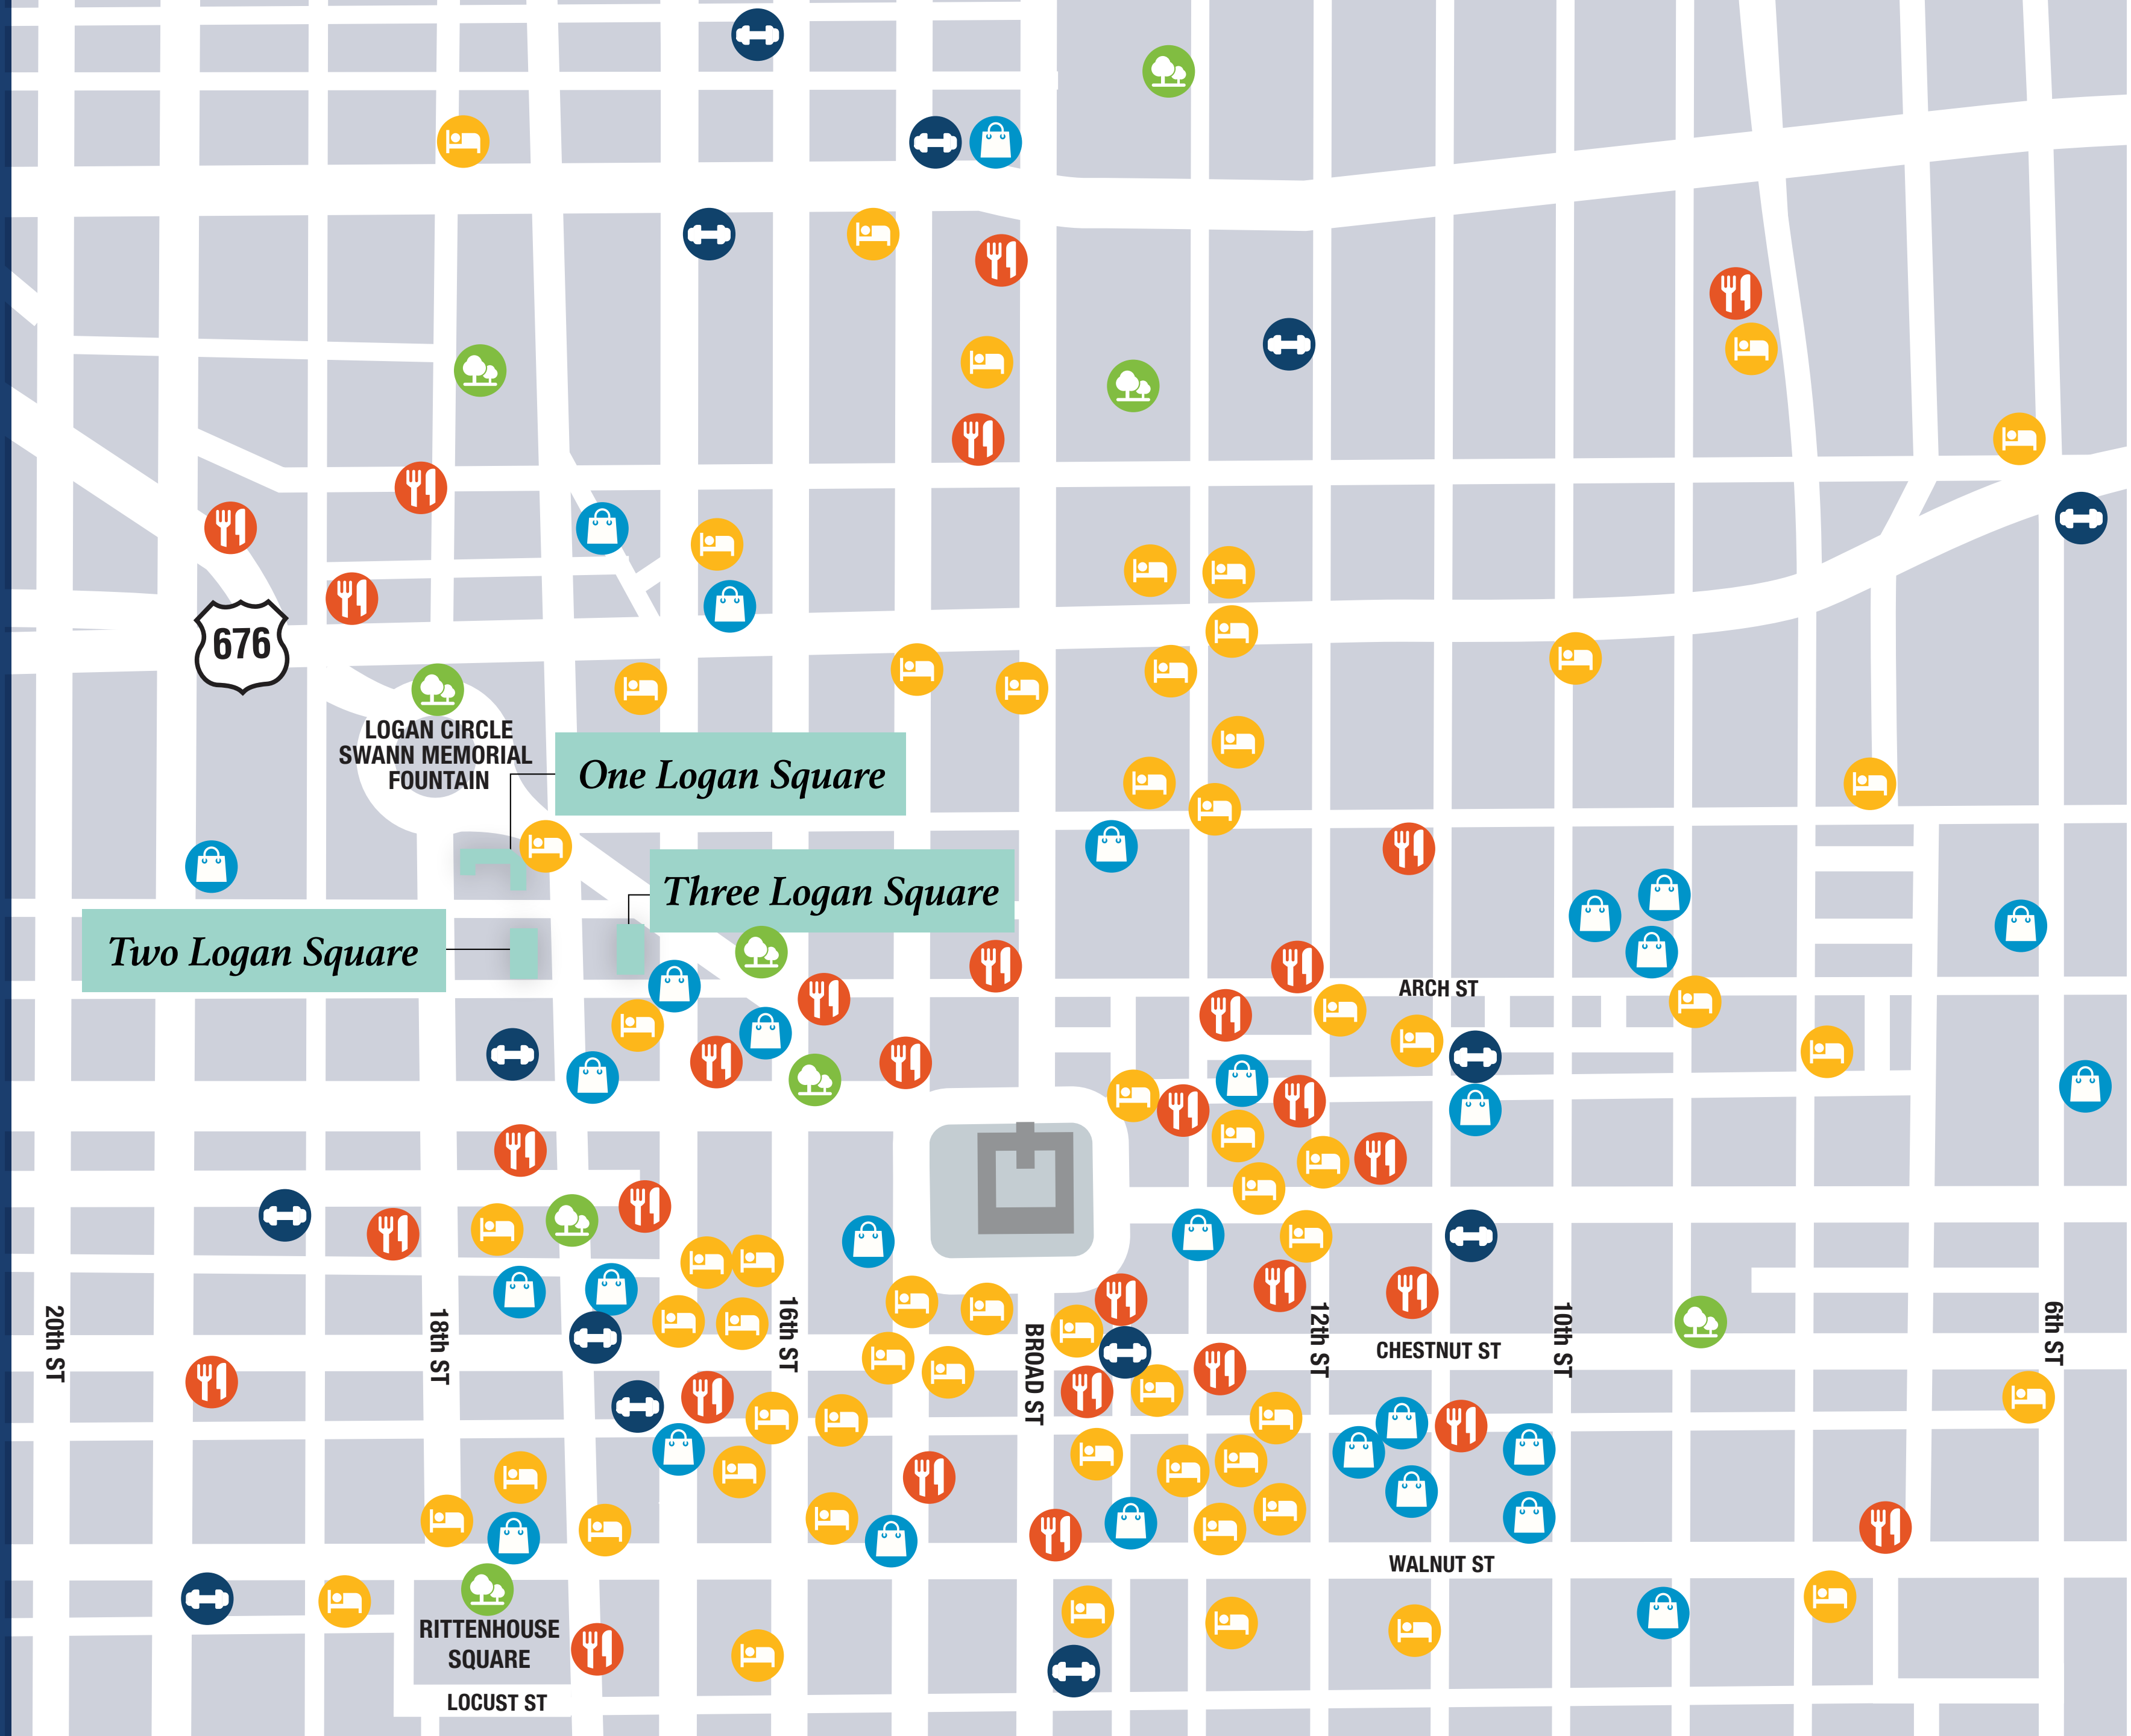 676
LOGAN CIRCLE
SWANN MEMORIAL
FOUNTAIN
One Logan Square
Three Logan Square
Two Logan Square
ARCH ST
20th ST
18th ST
16th ST
BROAD ST
12th ST
10th ST
6th ST
CHESTNUT ST
WALNUT ST
RITTENHOUSE
SQUARE
LOCUST ST